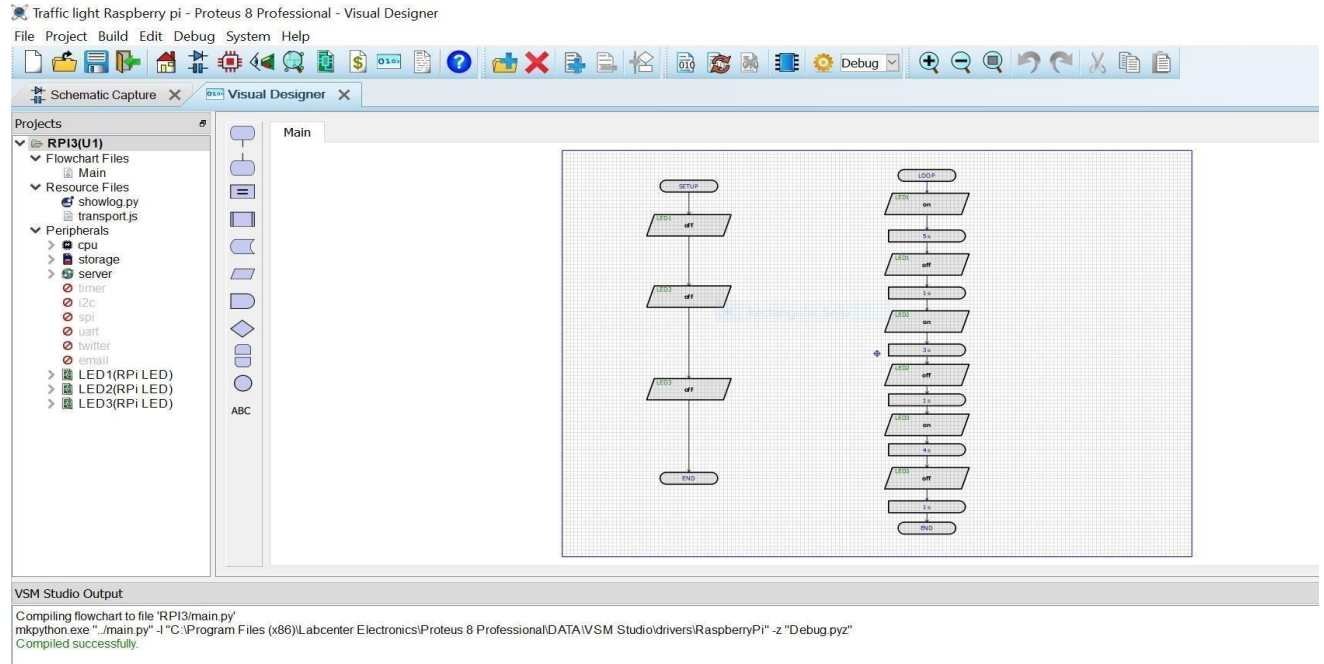 Traffic light Raspberry pi - Proteus 8 Professional - Visual Designer
File Project Build Edit Debug System Help
Debug
Schematic Capture
Visual Designer
Projects
RPI3(U1)
Flowchart Files
Main
Resource Files
showlog.py
transport.js
Peripherals
cpu
storage
server
timer
i2c
spi
uart
twitter
email
LED1(RPi LED)
LED2(RPi LED)
LED3(RPi LED)
ABC
Main
SETUP
LED1
off
LED2
off
LED3
off
END
Rectangular Snip
LOOP
LED1
on
5 s
LED1
off
1 s
LED2
on
3 s
LED2
off
1 s
LED3
on
4 s
LED3
off
1 s
END
VSM Studio Output
Compiling flowchart to file 'RPI3/main.py'
mkpython.exe "../main.py" -l "C:\Program Files (x86)\Labcenter Electronics\Proteus 8 Professional\DATA\VSM Studio\drivers\RaspberryPi" -z "Debug.pyz"
Compiled successfully.